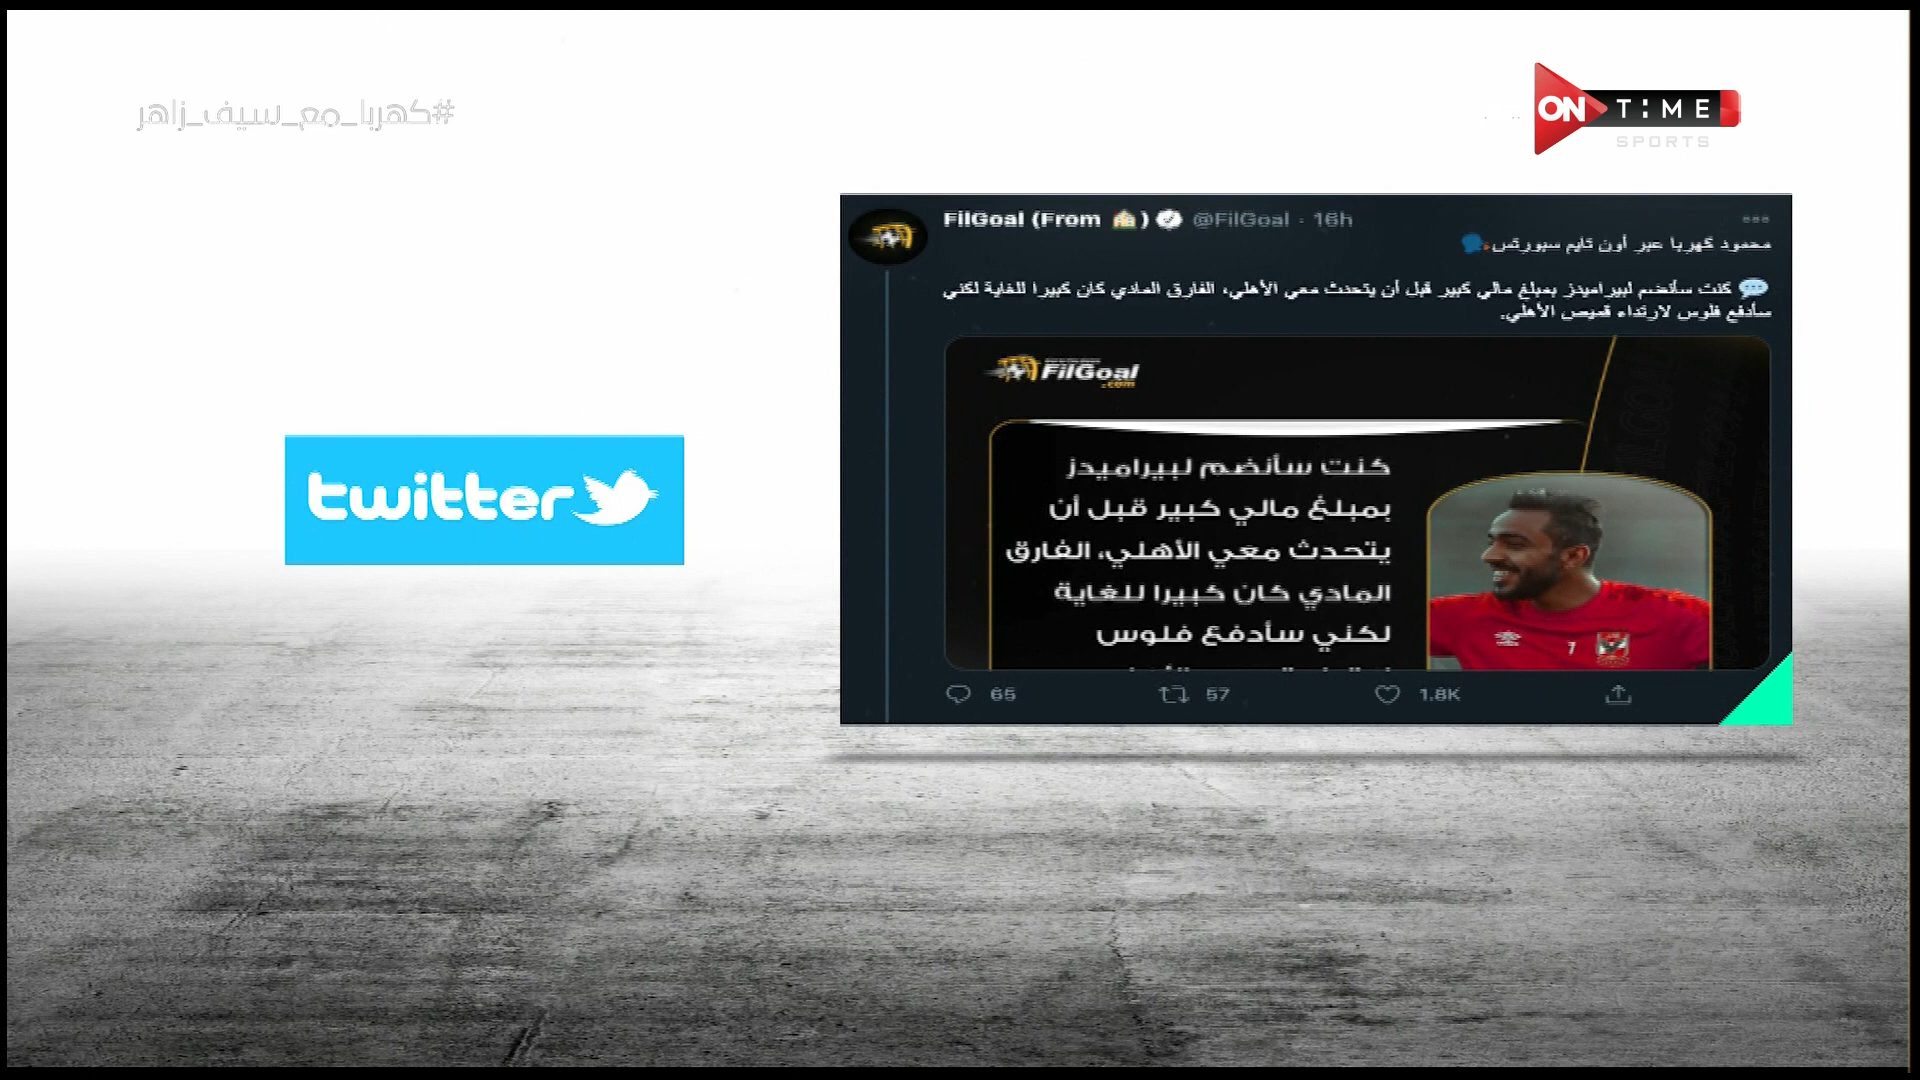 #كهربا_مع_سيف_زاهر
ON TIME
SPORTS
twitter
FilGoal (From 🏠) @FilGoal · 16h
محمود كهربا عبر أون تايم سبورتس🗣️
💬 كنت سأنضم لبيراميدز بمبلغ مالي كبير قبل أن يتحدث معي الأهلي، الفارق المادي كان كبيرا للغاية لكني
سأدفع فلوس لارتداء قميص الأهلي.
FilGoal
.com
كنت سأنضم لبيراميدز
بمبلغ مالي كبير قبل أن
يتحدث معي الأهلي، الفارق
المادي كان كبيرا للغاية
لكني سأدفع فلوس
7
65 57 1.8K